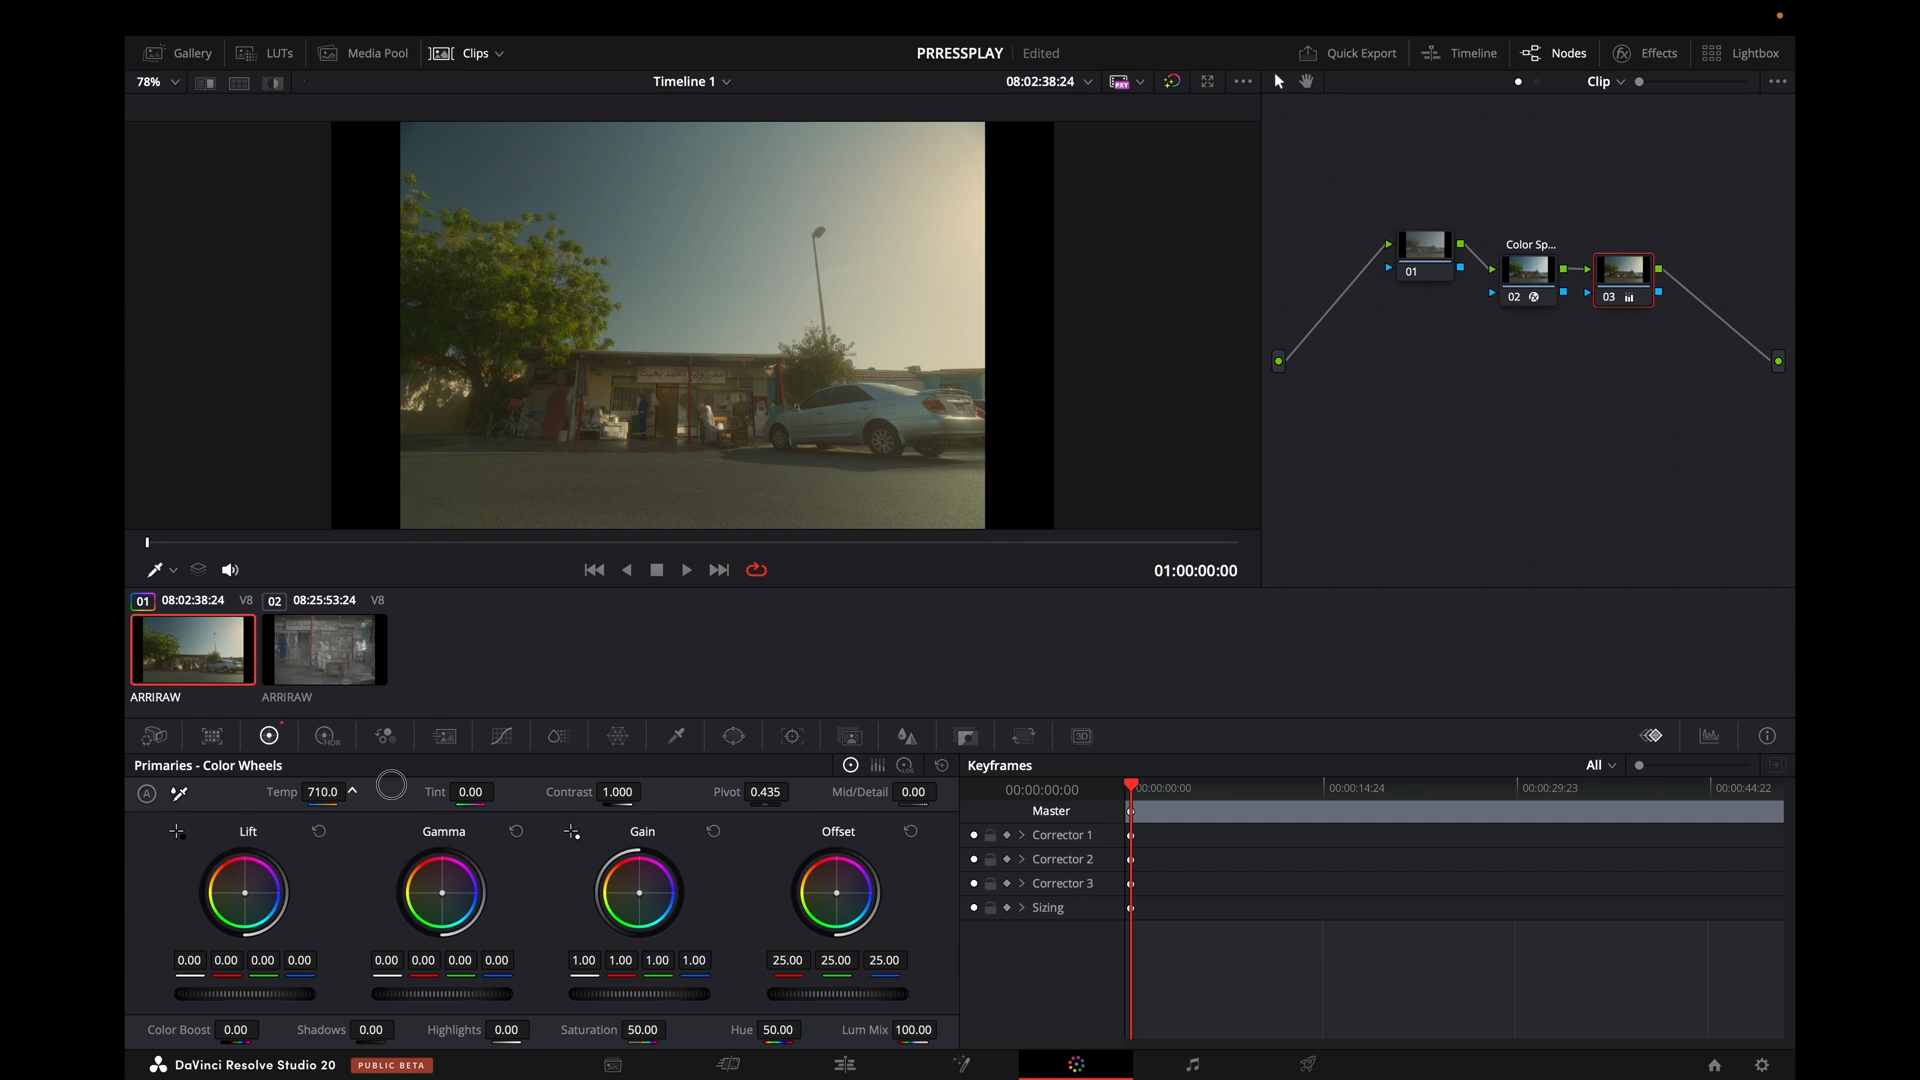 Gallery LUTs Media Pool Clips PRRESSPLAY Edited Quick Export Timeline Nodes Effects Lightbox
78% Timeline 1 08:02:38:24 PXY Clip
Color Sp...
01
02 03
01:00:00:00
01 08:02:38:24 V8 02 08:25:53:24 V8
ARRIRAW ARRIRAW
HDR 3D
Primaries - Color Wheels LOG Keyframes All
A Temp 710.0 Tint 0.00 Contrast 1.000 Pivot 0.435 Mid/Detail 0.00
00:00:00:00 00:00:00:00 00:00:14:24 00:00:29:23 00:00:44:22
Master
Lift Gamma Gain Offset
Corrector 1
Corrector 2
Corrector 3
Sizing
0.00 0.00 0.00 0.00 0.00 0.00 0.00 0.00 1.00 1.00 1.00 1.00 25.00 25.00 25.00
Color Boost 0.00 Shadows 0.00 Highlights 0.00 Saturation 50.00 Hue 50.00 Lum Mix 100.00
DaVinci Resolve Studio 20 PUBLIC BETA